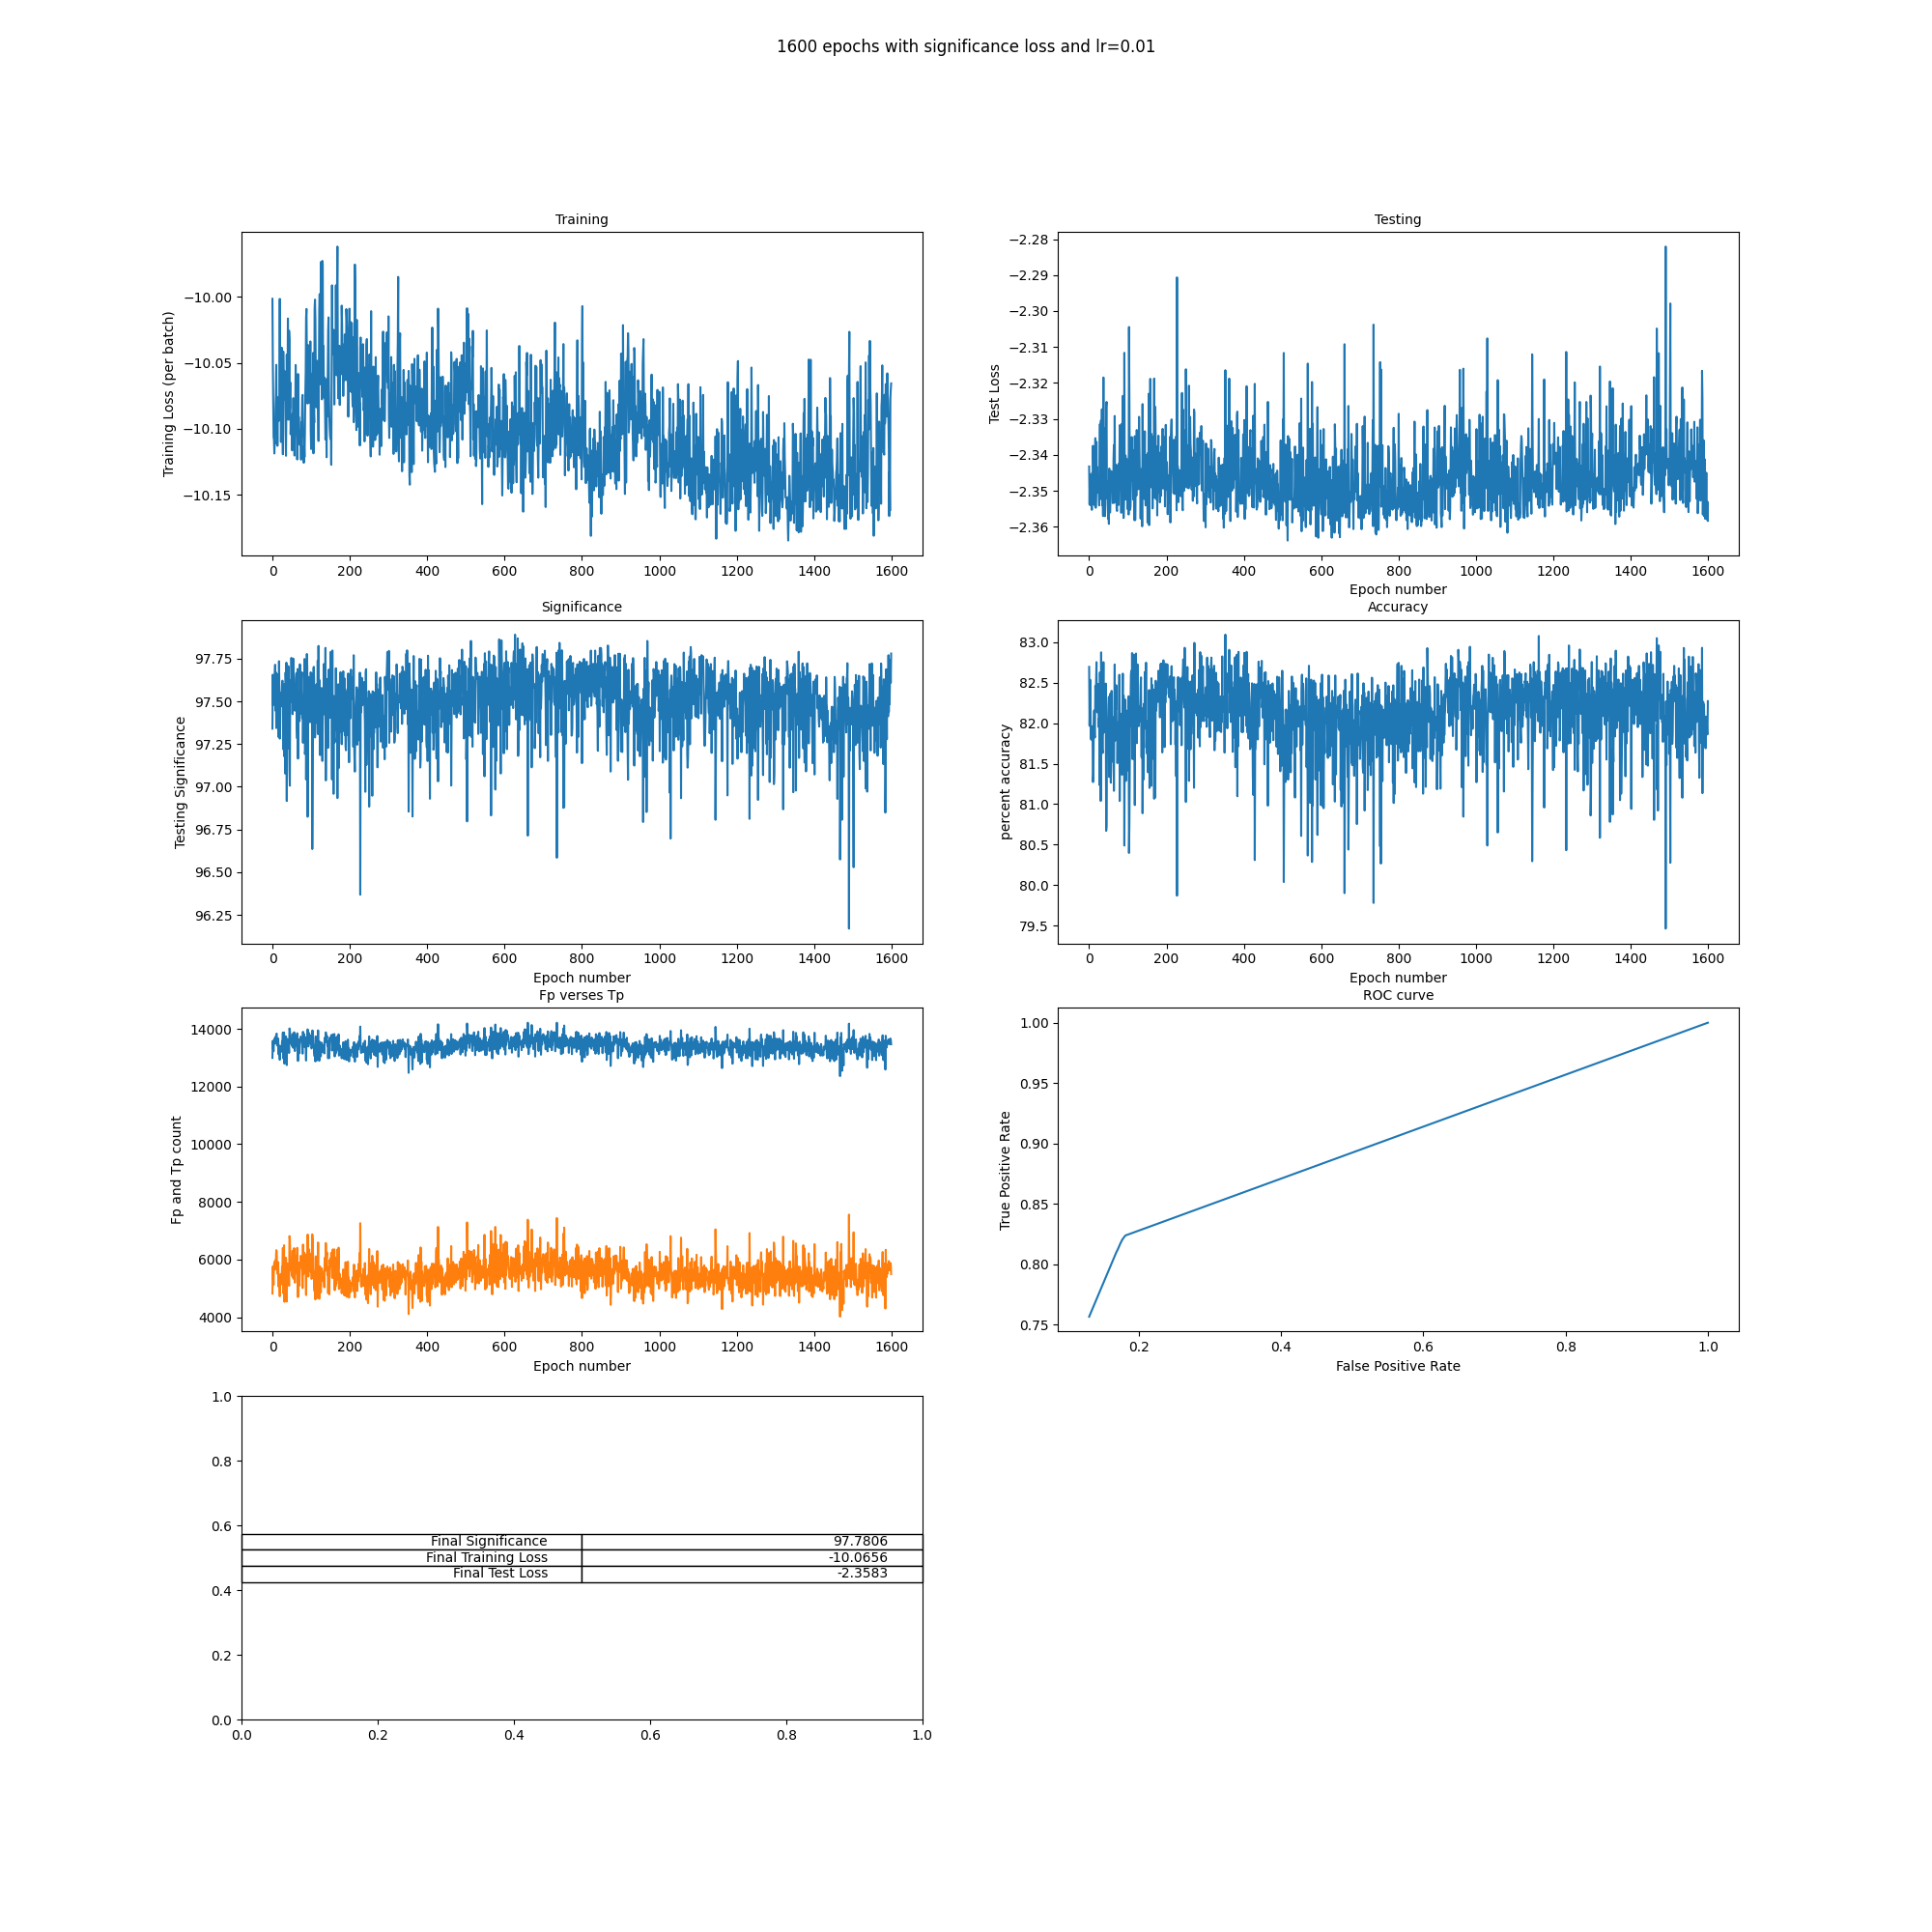 1600 epochs with significance loss and lr=0.01
Training
Training Loss (per batch)
−10.00
−10.05
−10.10
−10.15
0 200 400 600 800 1000 1200 1400 1600
Testing
Test Loss
−2.28
−2.29
−2.30
−2.31
−2.32
−2.33
−2.34
−2.35
−2.36
0 200 400 600 800 1000 1200 1400 1600
Epoch number
Significance
Testing Significance
97.75
97.50
97.25
97.00
96.75
96.50
96.25
0 200 400 600 800 1000 1200 1400 1600
Epoch number
Accuracy
percent accuracy
83.0
82.5
82.0
81.5
81.0
80.5
80.0
79.5
0 200 400 600 800 1000 1200 1400 1600
Epoch number
Fp verses Tp
Fp and Tp count
14000
12000
10000
8000
6000
4000
0 200 400 600 800 1000 1200 1400 1600
Epoch number
ROC curve
True Positive Rate
1.00
0.95
0.90
0.85
0.80
0.75
0.2 0.4 0.6 0.8 1.0
False Positive Rate
1.0
0.8
0.6
0.4
0.2
0.0
Final Significance 97.7806
Final Training Loss -10.0656
Final Test Loss -2.3583
0.0 0.2 0.4 0.6 0.8 1.0